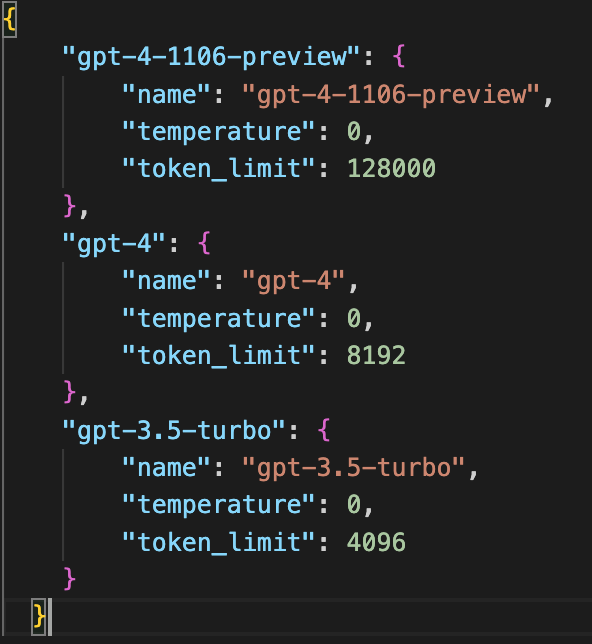 {
    "gpt-4-1106-preview": {
        "name": "gpt-4-1106-preview",
        "temperature": 0,
        "token_limit": 128000
    },
    "gpt-4": {
        "name": "gpt-4",
        "temperature": 0,
        "token_limit": 8192
    },
    "gpt-3.5-turbo": {
        "name": "gpt-3.5-turbo",
        "temperature": 0,
        "token_limit": 4096
    }
  }